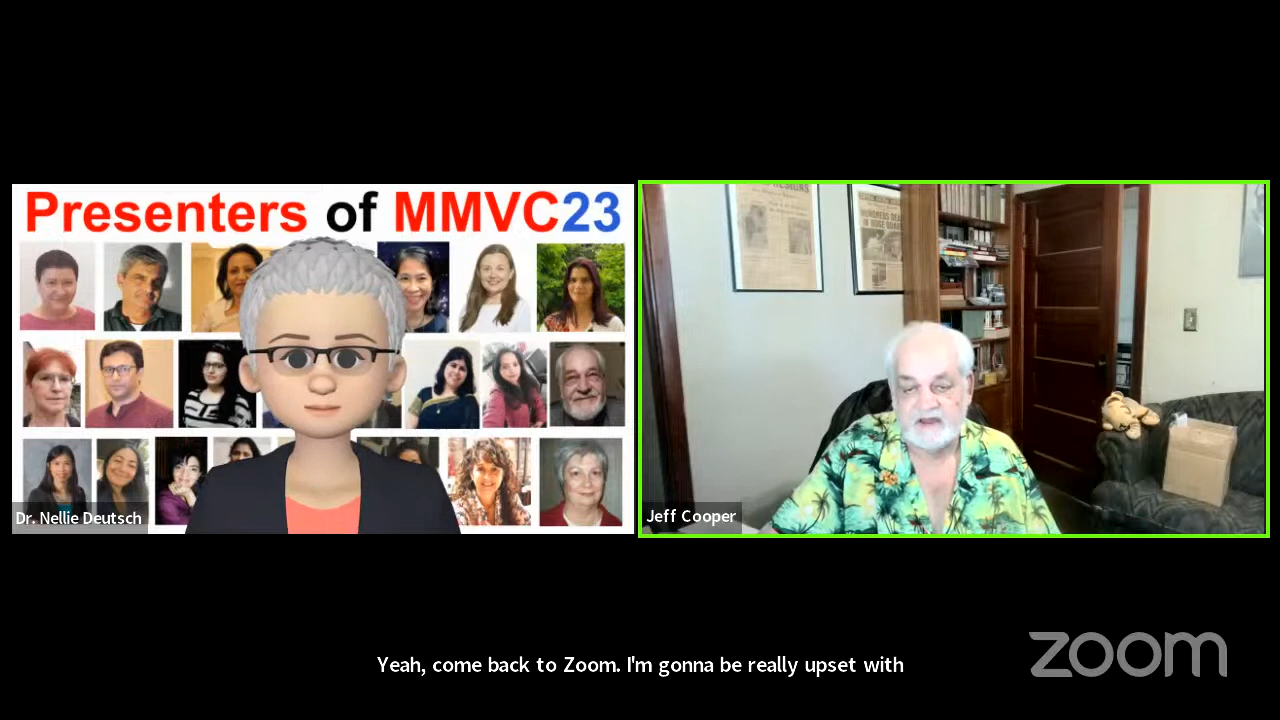 Presenters of MMVC23
Dr. Nellie Deutsch
Jeff Cooper
Yeah, come back to Zoom. I'm gonna be really upset with
zoom